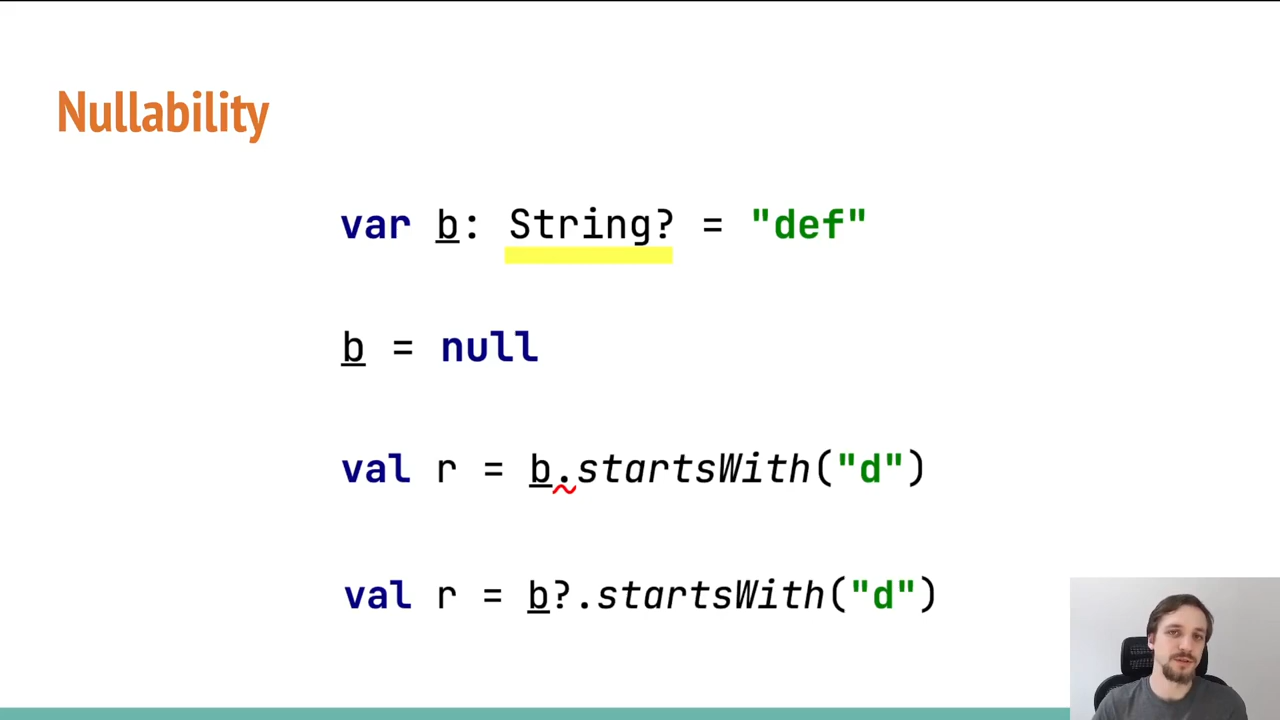 Nullability
var b: String? = "def"
b = null
val r = b.startsWith("d")
val r = b?.startsWith("d")